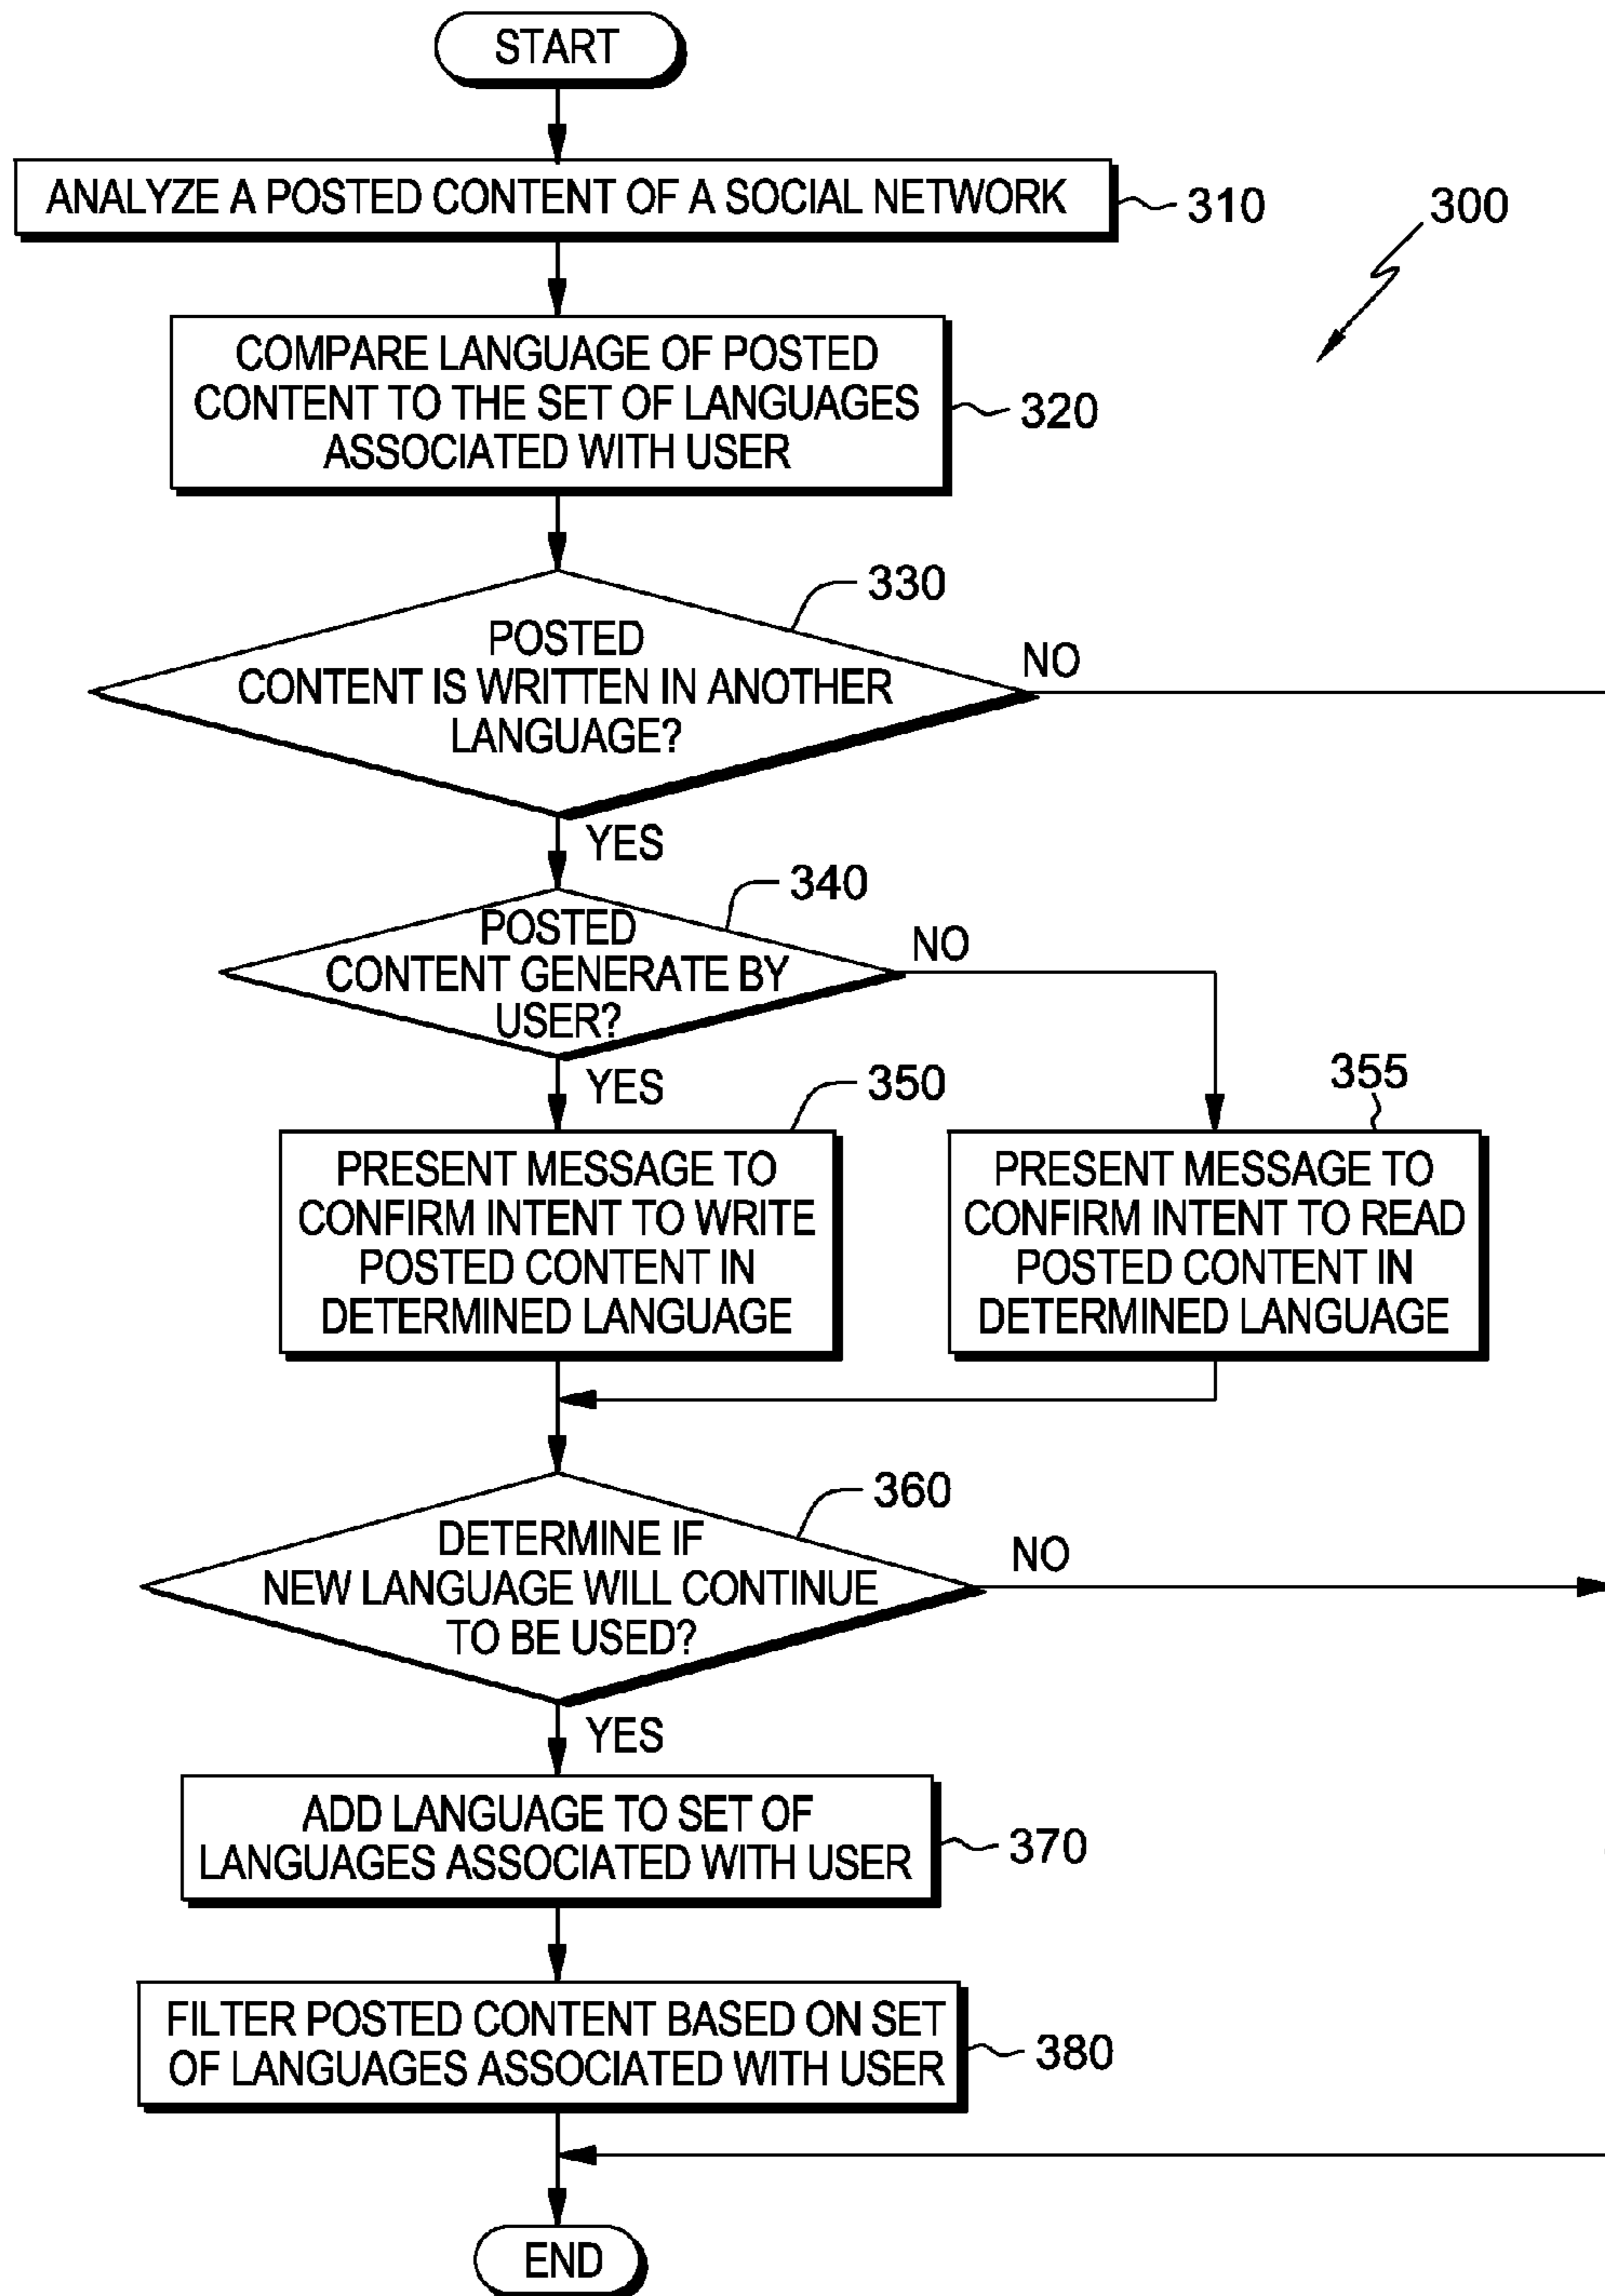 START
ANALYZE A POSTED CONTENT OF A SOCIAL NETWORK
310
300
COMPARE LANGUAGE OF POSTED
CONTENT TO THE SET OF LANGUAGES
ASSOCIATED WITH USER
320
330
POSTED
CONTENT IS WRITTEN IN ANOTHER
LANGUAGE?
NO
YES
340
POSTED
CONTENT GENERATE BY
USER?
NO
YES
350
355
PRESENT MESSAGE TO
CONFIRM INTENT TO WRITE
POSTED CONTENT IN
DETERMINED LANGUAGE
PRESENT MESSAGE TO
CONFIRM INTENT TO READ
POSTED CONTENT IN
DETERMINED LANGUAGE
360
DETERMINE IF
NEW LANGUAGE WILL CONTINUE
TO BE USED?
NO
YES
ADD LANGUAGE TO SET OF
LANGUAGES ASSOCIATED WITH USER
370
FILTER POSTED CONTENT BASED ON SET
OF LANGUAGES ASSOCIATED WITH USER
380
END